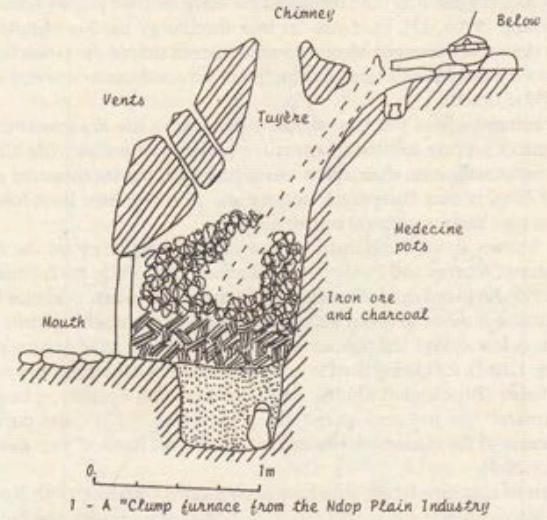 Chimney
Below
Vents
Tuyère
Medecine
pots
Iron ore
and charcoal
Mouth
0
1m
1 - A "Clump furnace from the Ndop Plain Industry